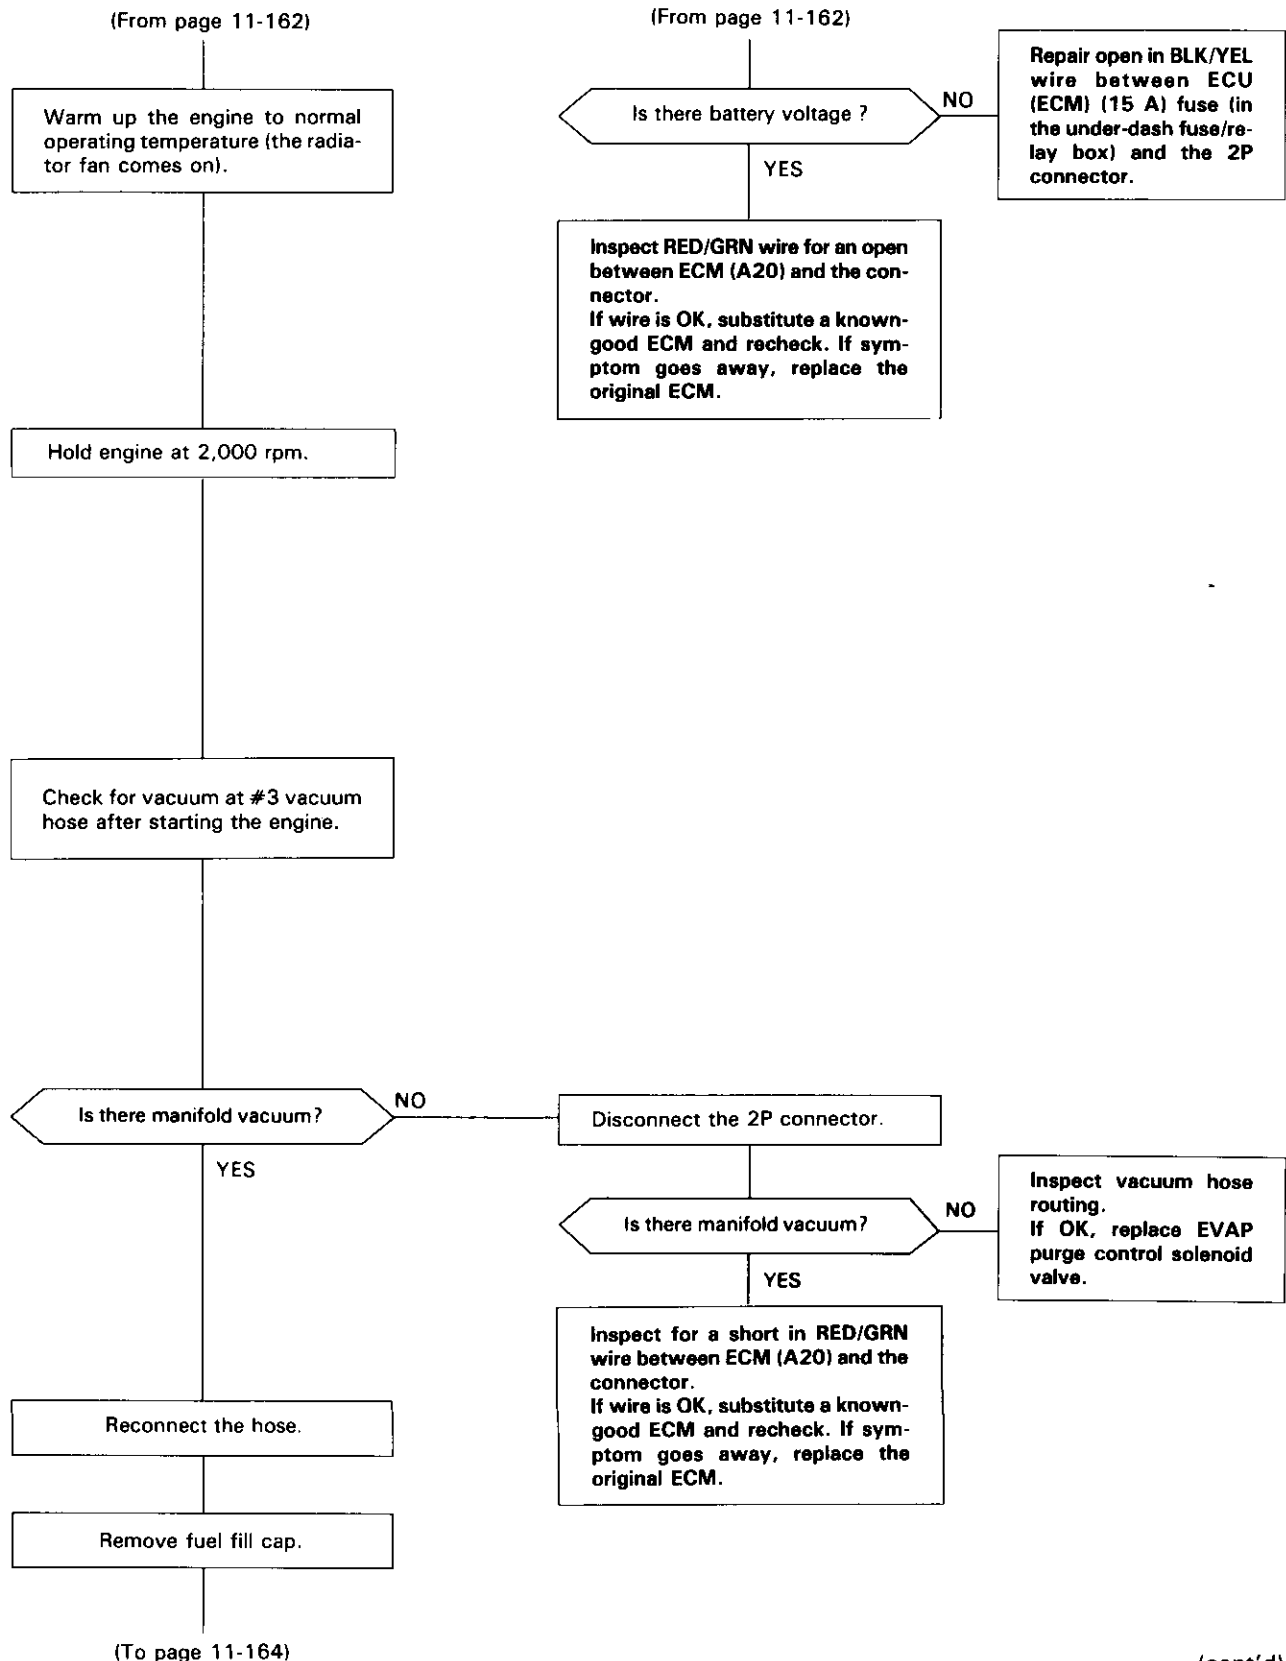 (From page 11-162)
Warm up the engine to normal
operating temperature (the radia-
tor fan comes on).
Hold engine at 2,000 rpm.
Check for vacuum at #3 vacuum
hose after starting the engine.
Is there manifold vacuum?
NO
YES
Reconnect the hose.
Remove fuel fill cap.
(To page 11-164)
(From page 11-162)
Is there battery voltage ?
NO
YES
Repair open in BLK/YEL
wire between ECU
(ECM) (15 A) fuse (in
the under-dash fuse/re-
lay box) and the 2P
connector.
Inspect RED/GRN wire for an open
between ECM (A20) and the con-
nector.
If wire is OK, substitute a known-
good ECM and recheck. If sym-
ptom goes away, replace the
original ECM.
Disconnect the 2P connector.
Is there manifold vacuum?
NO
YES
Inspect vacuum hose
routing.
If OK, replace EVAP
purge control solenoid
valve.
Inspect for a short in RED/GRN
wire between ECM (A20) and the
connector.
If wire is OK, substitute a known-
good ECM and recheck. If sym-
ptom goes away, replace the
original ECM.
(cont'd)